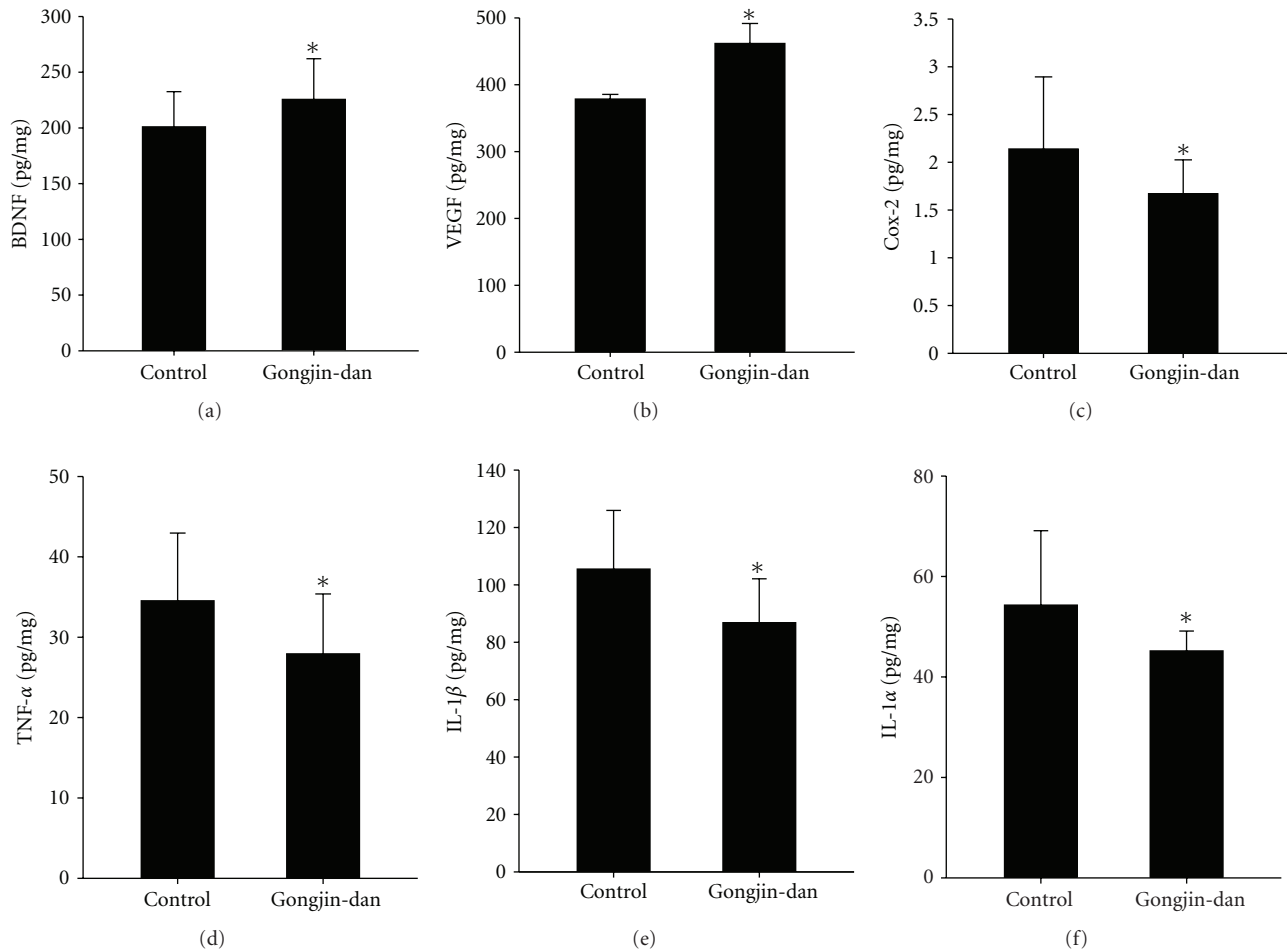 300
250
200
150
100
50
0
BDNF (pg/mg)
*
Control
Gongjin-dan
(a)
500
400
300
200
100
0
VEGF (pg/mg)
*
Control
Gongjin-dan
(b)
3.5
3
2.5
2
1.5
1
0.5
0
Cox-2 (pg/mg)
*
Control
Gongjin-dan
(c)
50
40
30
20
10
0
TNF-α (pg/mg)
*
Control
Gongjin-dan
(d)
140
120
100
80
60
40
20
0
IL-1β (pg/mg)
*
Control
Gongjin-dan
(e)
80
60
40
20
0
IL-1α (pg/mg)
*
Control
Gongjin-dan
(f)